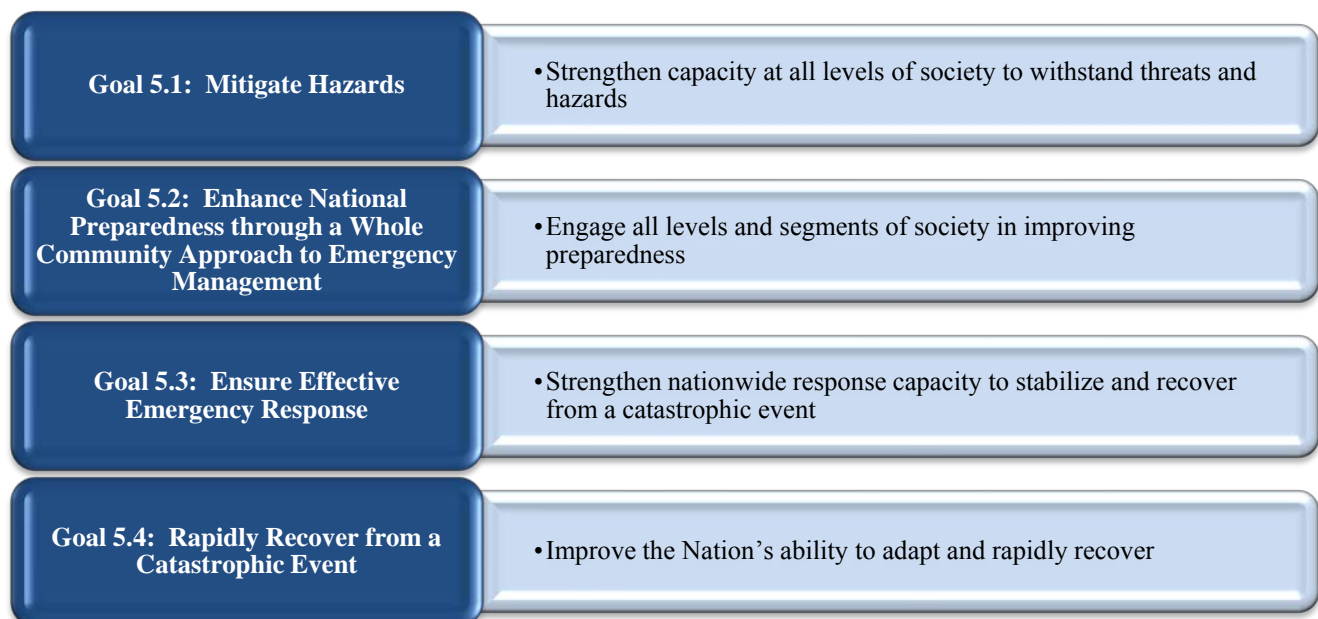 Goal 5.1:  Mitigate Hazards
•Strengthen capacity at all levels of society to withstand threats and
hazards
Goal 5.2:  Enhance National
Preparedness through a Whole
Community Approach to Emergency
Management
•Engage all levels and segments of society in improving
preparedness
Goal 5.3:  Ensure Effective
Emergency Response
•Strengthen nationwide response capacity to stabilize and recover
from a catastrophic event
Goal 5.4:  Rapidly Recover from a
Catastrophic Event
•Improve the Nation’s ability to adapt and rapidly recover